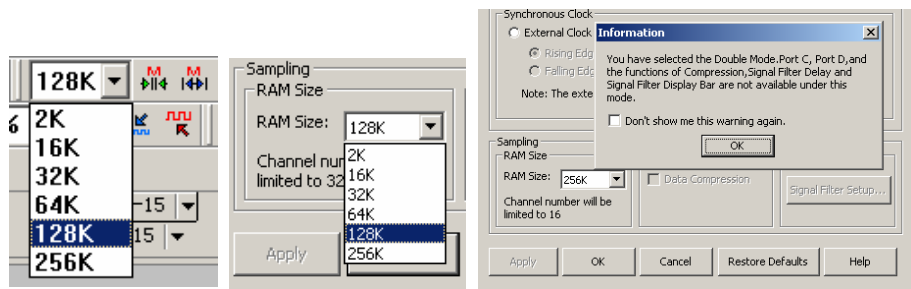 128K
M
M
2K
16K
32K
64K
128K
256K
-15
15
Sampling
RAM Size
RAM Size:
128K
Channel num
limited to 32
2K
16K
32K
64K
128K
256K
Apply
Synchronous Clock
External Clock
Rising Edg
Falling Edg
Note: The exte
Information
You have selected the Double Mode.Port C, Port D,and
the functions of Compression,Signal Filter Delay and
Signal Filter Display Bar are not available under this
mode.
Don't show me this warning again.
OK
Sampling
RAM Size
RAM Size:
256K
Channel number will be
limited to 16
Data Compression
Signal Filter Setup...
Apply
OK
Cancel
Restore Defaults
Help